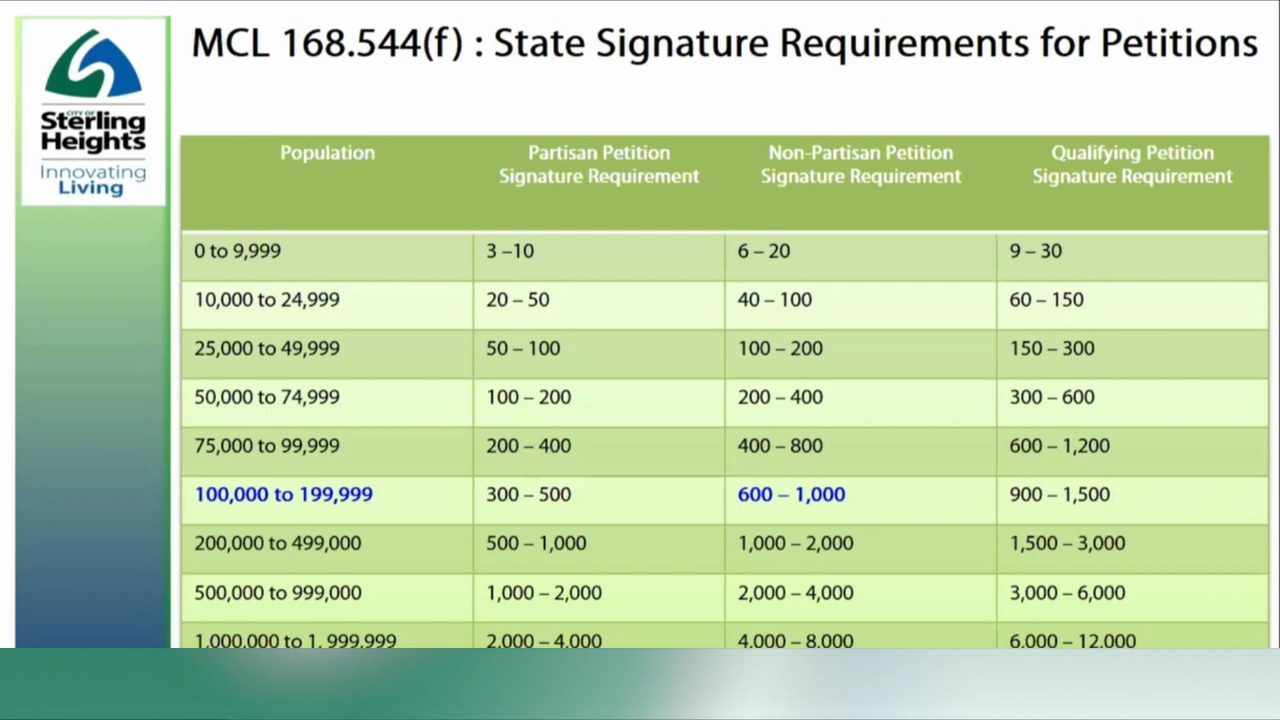 MCL 168.544(f) : State Signature Requirements for Petitions
CITY OF
Sterling
Heights
Innovating
Living
Population
Partisan Petition
Signature Requirement
Non-Partisan Petition
Signature Requirement
Qualifying Petition
Signature Requirement
0 to 9,999 3 –10 6 – 20 9 – 30
10,000 to 24,999 20 – 50 40 – 100 60 – 150
25,000 to 49,999 50 – 100 100 – 200 150 – 300
50,000 to 74,999 100 – 200 200 – 400 300 – 600
75,000 to 99,999 200 – 400 400 – 800 600 – 1,200
100,000 to 199,999 300 – 500 600 – 1,000 900 – 1,500
200,000 to 499,000 500 – 1,000 1,000 – 2,000 1,500 – 3,000
500,000 to 999,000 1,000 – 2,000 2,000 – 4,000 3,000 – 6,000
1,000,000 to 1, 999,999 2,000 – 4,000 4,000 – 8,000 6,000 – 12,000